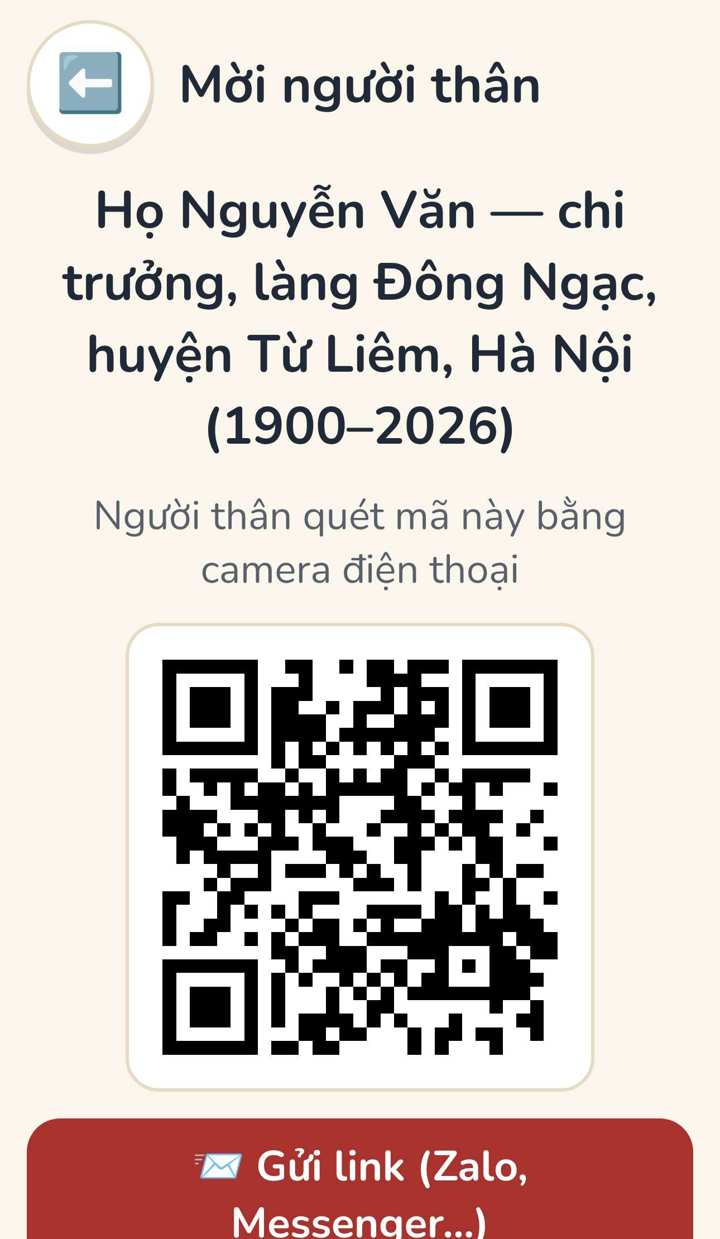 Mời người thân
Họ Nguyễn Văn — chi
trưởng, làng Đông Ngạc,
huyện Từ Liêm, Hà Nội
(1900–2026)
Người thân quét mã này bằng
camera điện thoại
Gửi link (Zalo,
Messenger...)